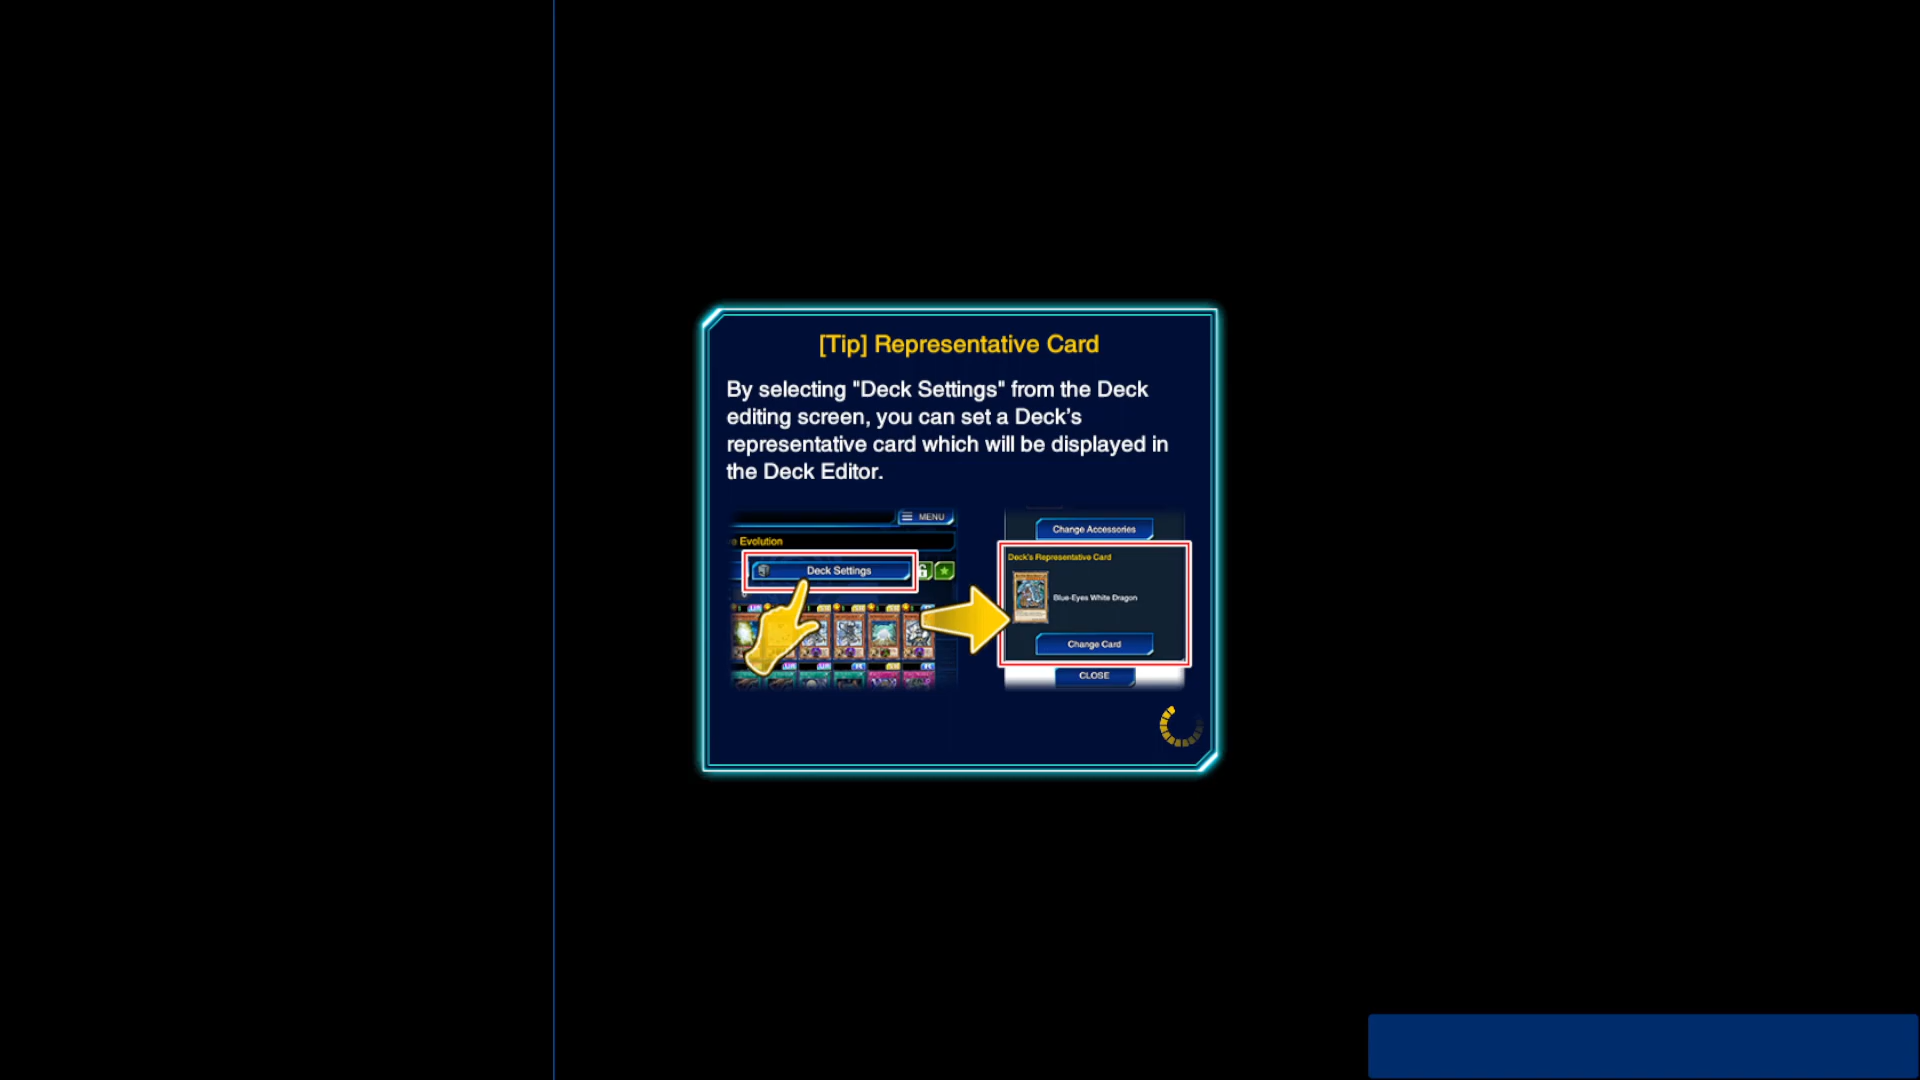 [Tip] Representative Card
By selecting "Deck Settings" from the Deck
editing screen, you can set a Deck's
representative card which will be displayed in
the Deck Editor.
MENU
Evolution
Deck Settings
Change Accessories
Deck's Representative Card
Blue-Eyes White Dragon
Change Card
CLOSE